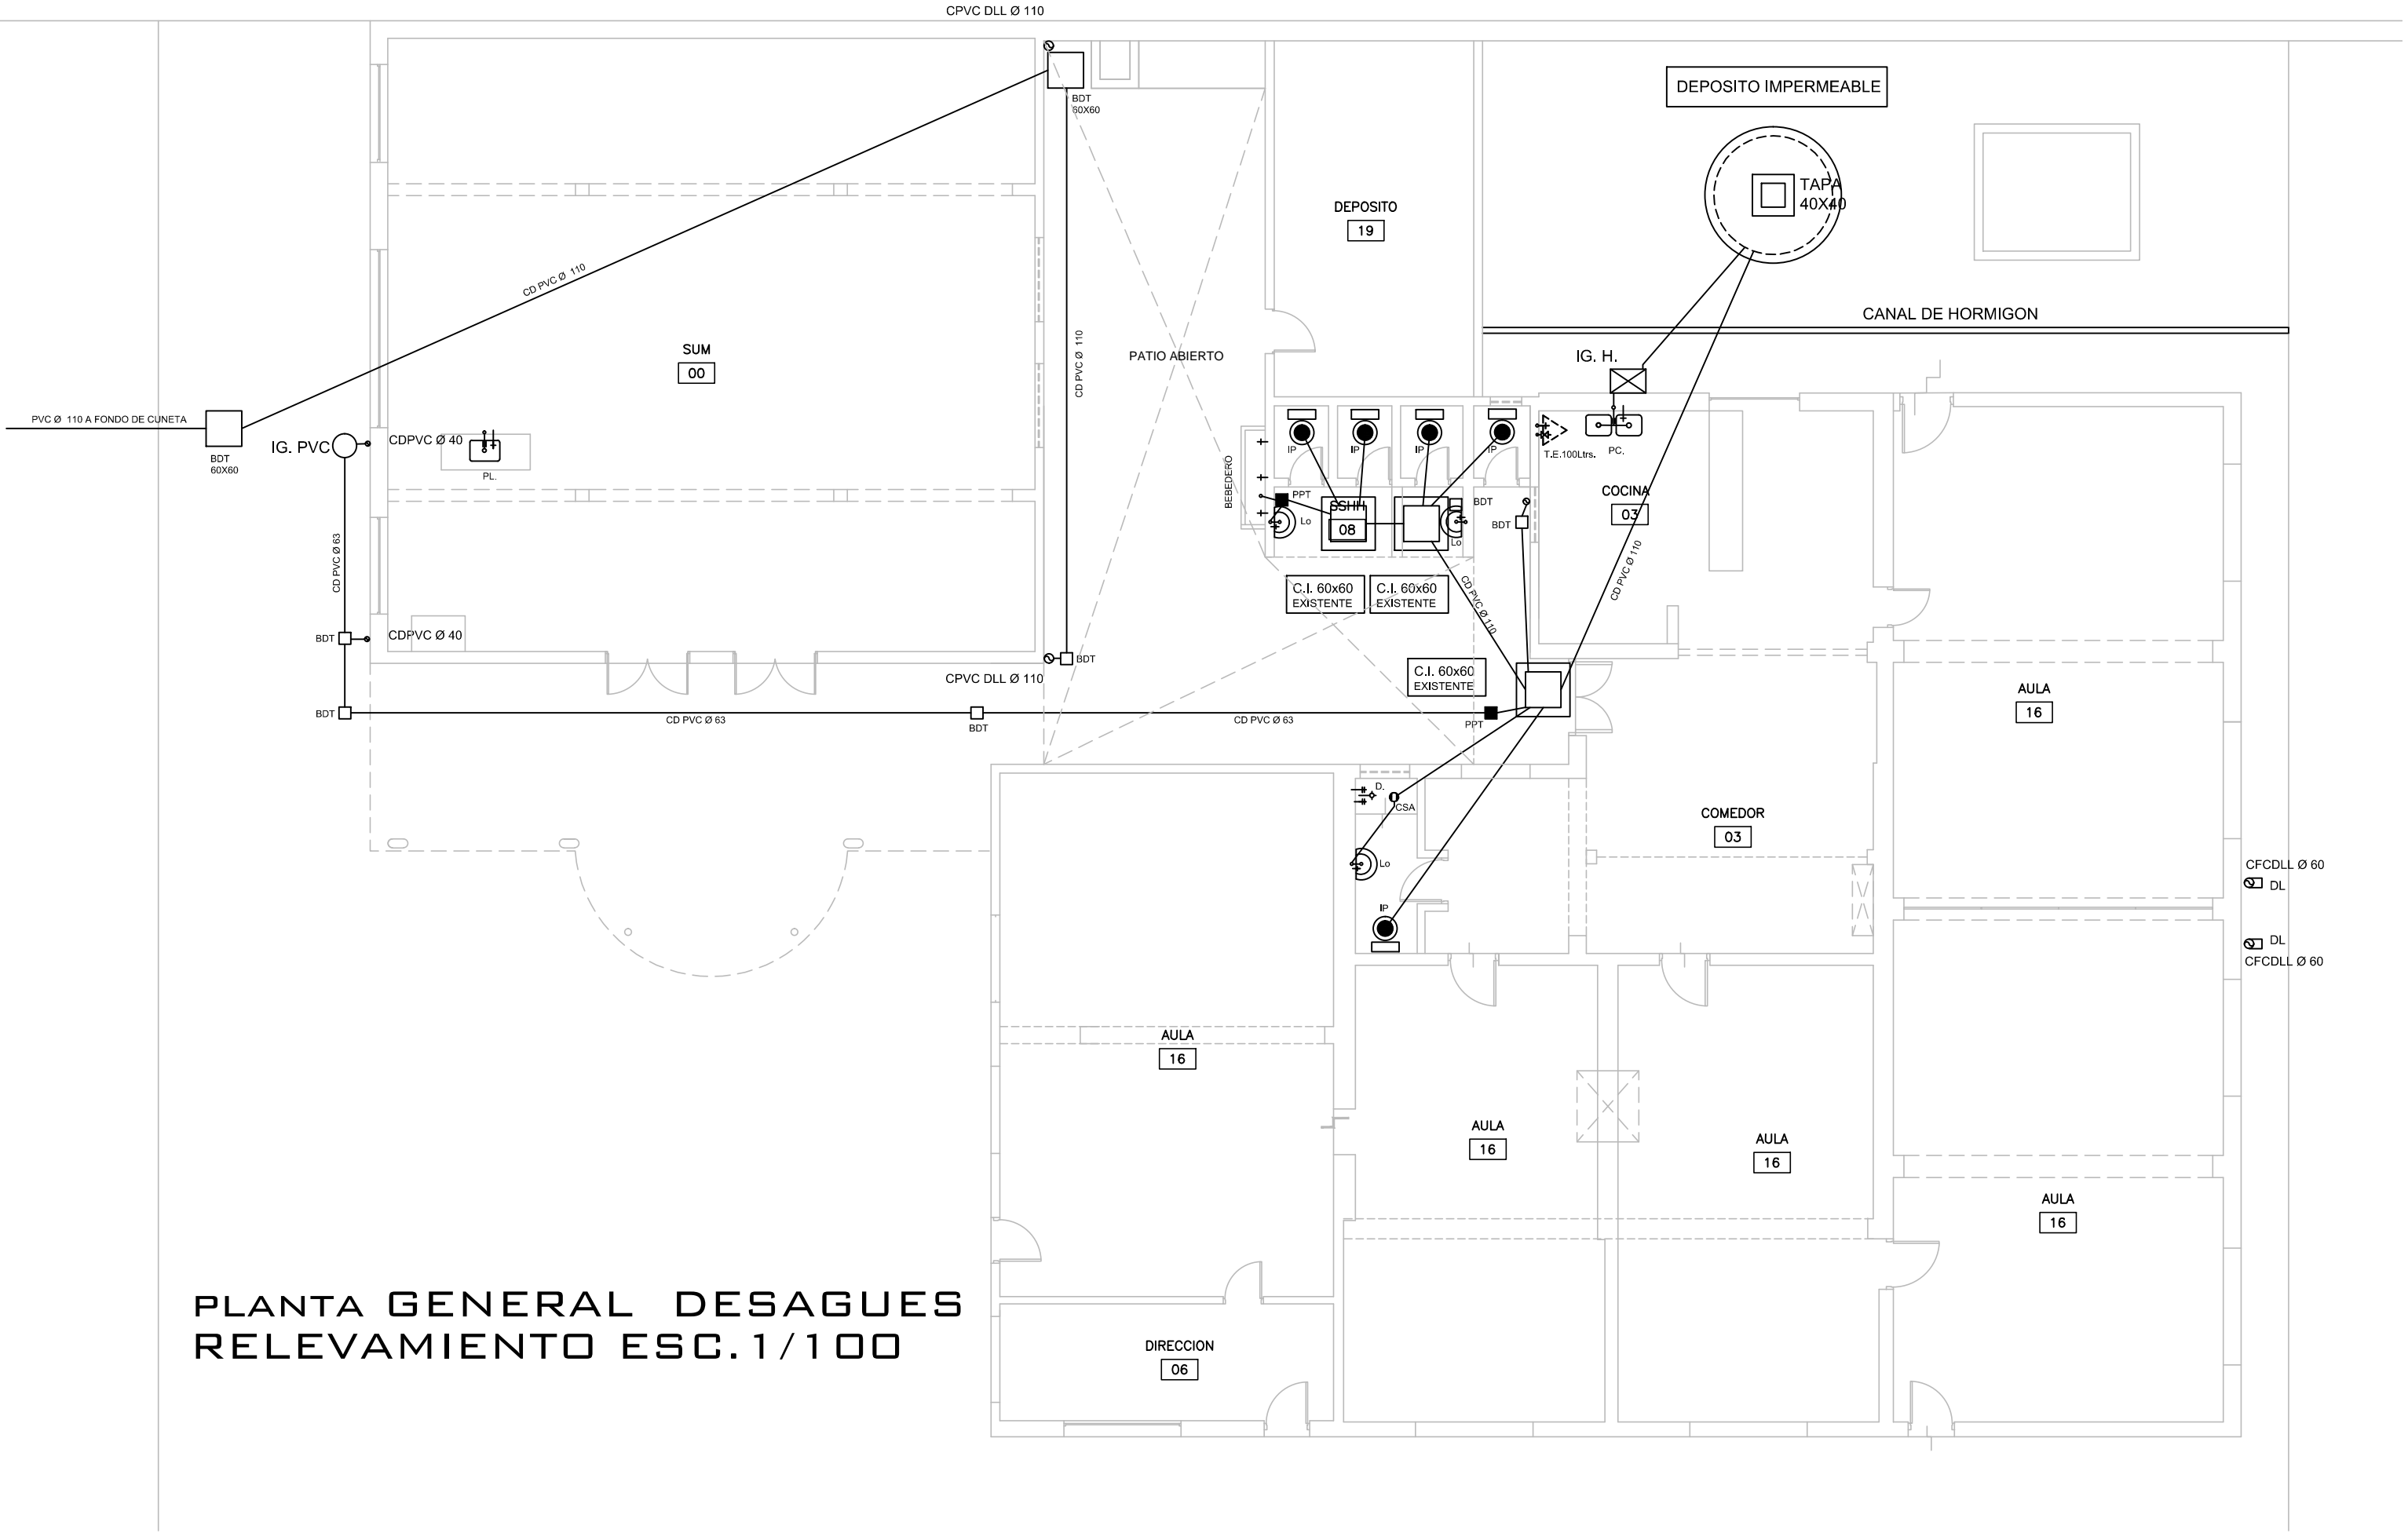 CPVC DLL Ø 110
BDT
60X60
DEPOSITO IMPERMEABLE
TAPA
40X40
DEPOSITO
19
CD PVC Ø 110
CANAL DE HORMIGON
SUM
00
CD PVC Ø 110
PATIO ABIERTO
IG. H.
PVC Ø 110 A FONDO DE CUNETA
BDT
60X60
IG. PVC
CDPVC Ø 40
PL.
IP
IP
IP
IP
T.E.100Ltrs.
PC.
BEBEDERO
PPT
Lo
SSHH
08
BDT
Lo
BDT
COCINA
03
CD PVC Ø 63
CD PVC Ø 110
CD PVC Ø 110
C.I. 60x60
EXISTENTE
C.I. 60x60
EXISTENTE
BDT
CDPVC Ø 40
BDT
CPVC DLL Ø 110
C.I. 60x60
EXISTENTE
AULA
16
BDT
CD PVC Ø 63
BDT
CD PVC Ø 63
PPT
D.
CSA
COMEDOR
03
Lo
CFCDLL Ø 60
DL
IP
DL
CFCDLL Ø 60
AULA
16
AULA
16
AULA
16
AULA
16
PLANTA GENERAL DESAGUES
RELEVAMIENTO ESC.1/100
DIRECCION
06